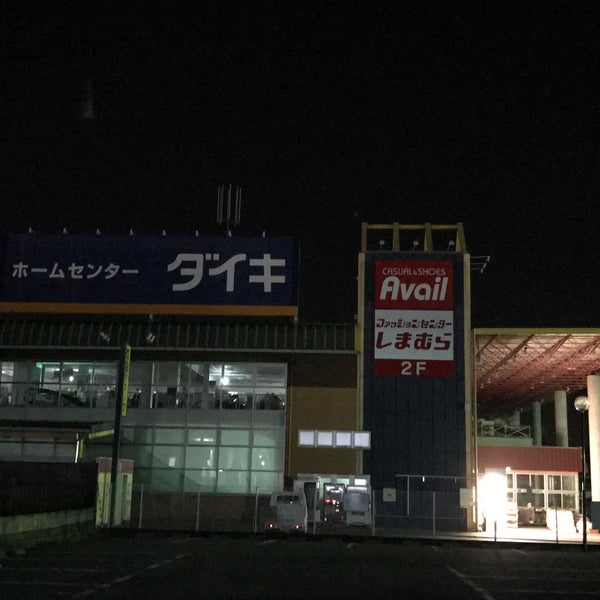 ホームセンター ダイキ
CASUAL&SHOES
Avail
ファッションセンター
しまむら
2F